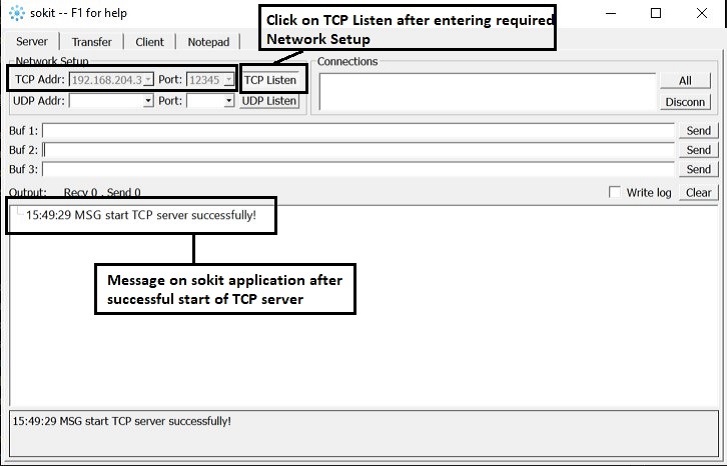 sokit -- F1 for help
Click on TCP Listen after entering required
Network Setup
Server Transfer Client Notepad
Network Setup
Connections
TCP Addr: 192.168.204.3 Port: 12345 TCP Listen
All
UDP Addr: Port: UDP Listen
Disconn
Buf 1: Send
Buf 2: Send
Buf 3: Send
Output: Recv 0 , Send 0 Write log Clear
15:49:29 MSG start TCP server successfully!
Message on sokit application after
successful start of TCP server
15:49:29 MSG start TCP server successfully!